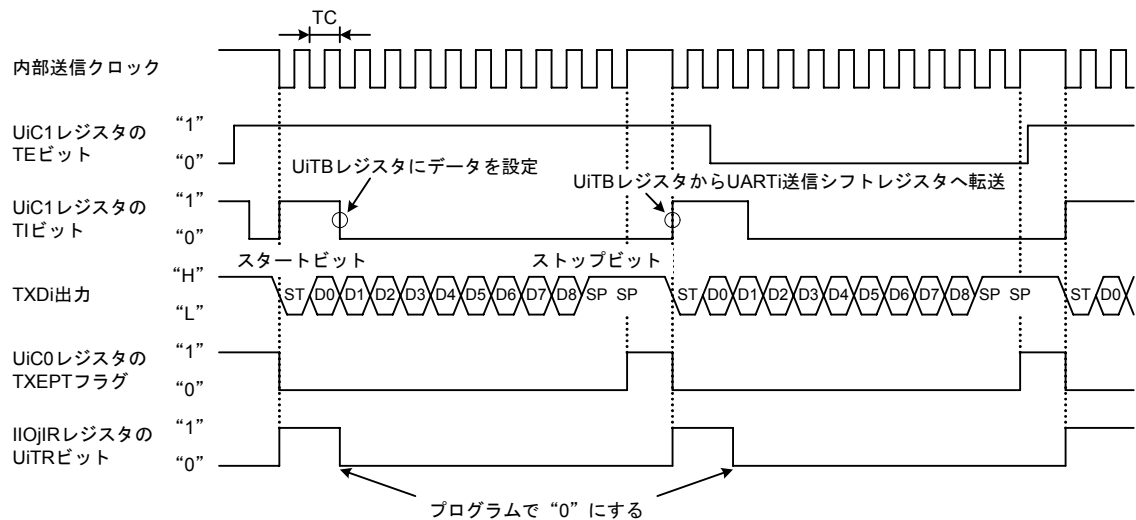 TC
内部送信クロック
UiC1レジスタの
TEビット
“1”
“0”
UiTBレジスタにデータを設定
UiTBレジスタからUARTi送信シフトレジスタへ転送
UiC1レジスタの
TIビット
“1”
“0”
スタートビット
ストップビット
TXDi出力
“H”
“L”
ST D0 D1 D2 D3 D4 D5 D6 D7 D8 SP SP ST D0 D1 D2 D3 D4 D5 D6 D7 D8 SP SP ST D0
UiC0レジスタの
TXEPTフラグ
“1”
“0”
IIOjIRレジスタの
UiTRビット
“1”
“0”
プログラムで“0”にする